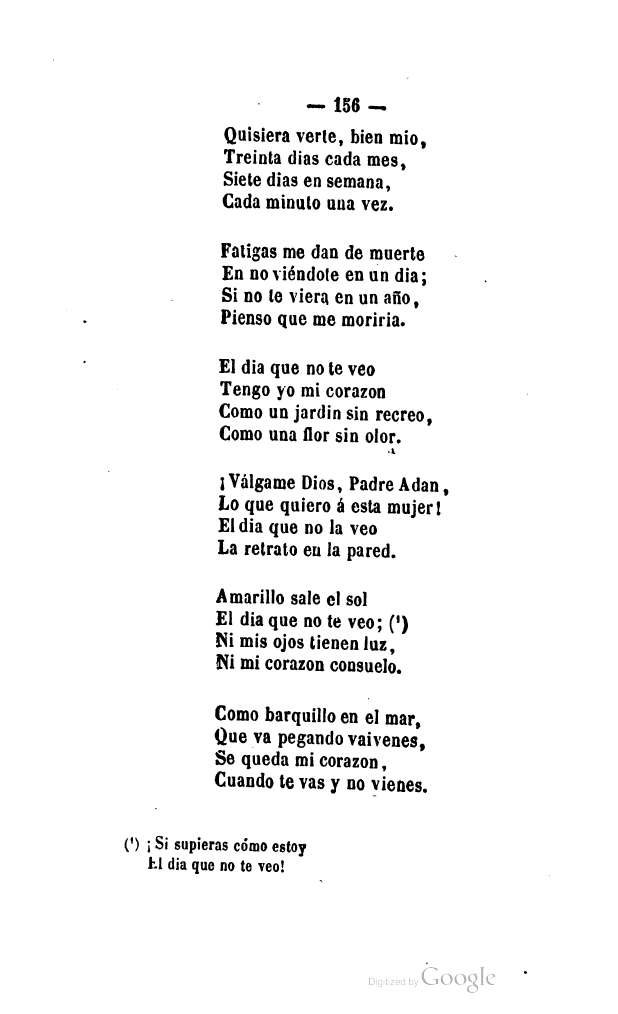 — 156 —
Quisiera verte, bien mio,
Treinta dias cada mes,
Siete dias en semana,
Cada minuto una vez.
Fatigas me dan de muerte
En no viéndote en un dia;
Si no te viera en un año,
Pienso que me moriria.
El dia que no te veo
Tengo yo mi corazon
Como un jardin sin recreo,
Como una flor sin olor.
¡Válgame Dios, Padre Adan,
Lo que quiero á esta mujer!
El dia que no la veo
La retrato en la pared.
Amarillo sale el sol
El dia que no te veo; (¹)
Ni mis ojos tienen luz,
Ni mi corazon consuelo.
Como barquillo en el mar,
Que va pegando vaivenes,
Se queda mi corazon,
Cuando te vas y no vienes.
(¹) ¡Si supieras cómo estoy
El dia que no te veo!
Digitized by Google